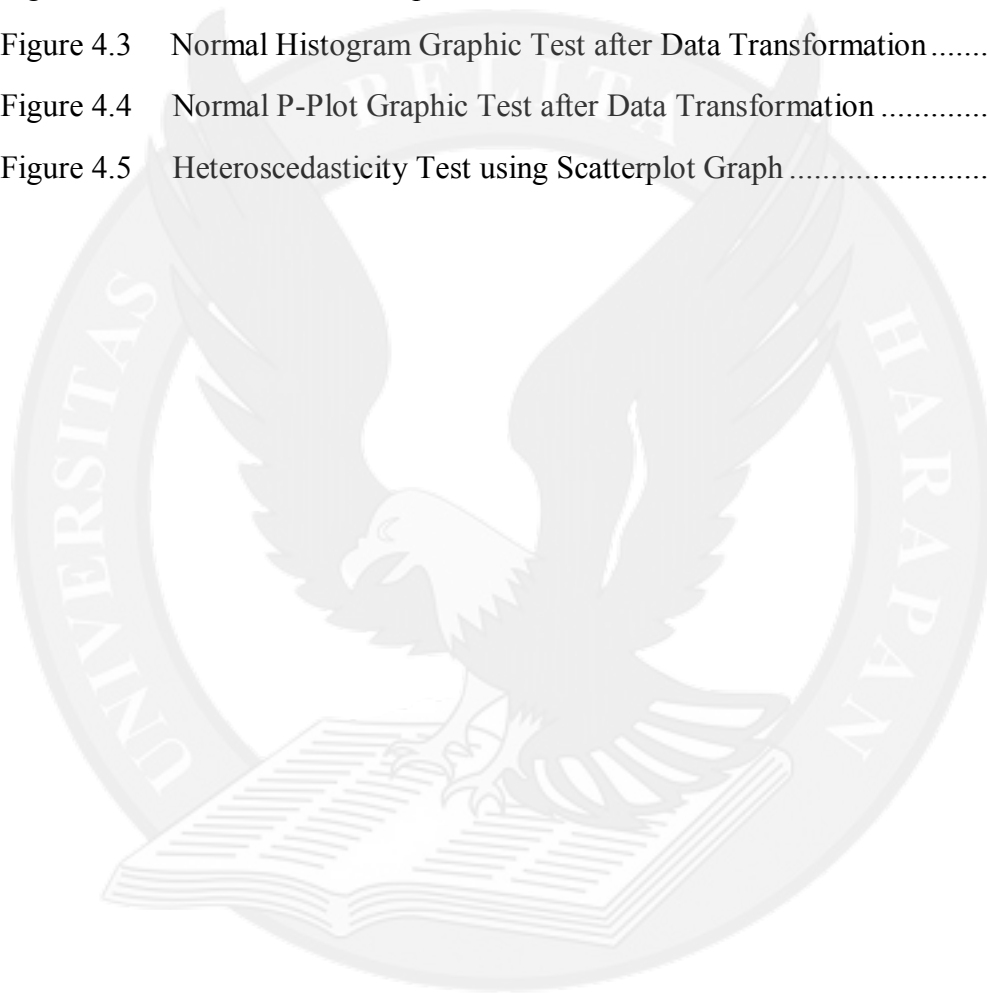 Figure 4.3 Normal Histogram Graphic Test after Data Transformation .......
Figure 4.4 Normal P-Plot Graphic Test after Data Transformation .............
Figure 4.5 Heteroscedasticity Test using Scatterplot Graph ........................
UNIVERSITAS PELITA HARAPAN